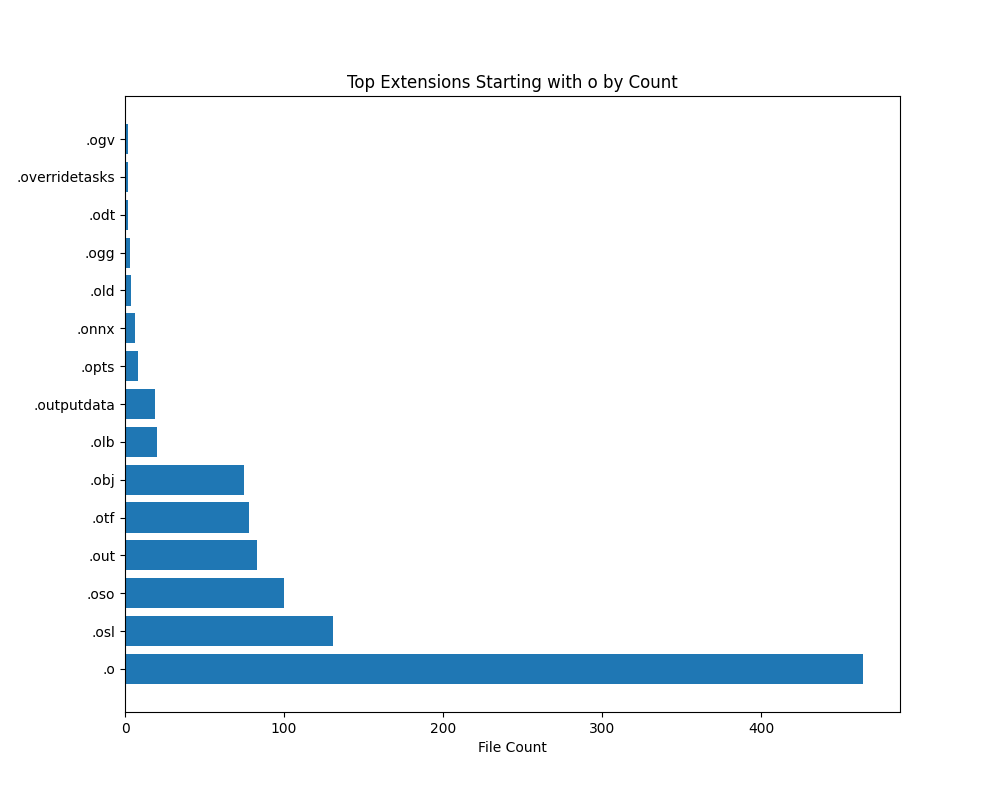 Top Extensions Starting with o by Count
.ogv
.overridetasks
.odt
.ogg
.old
.onnx
.opts
.outputdata
.olb
.obj
.otf
.out
.oso
.osl
.o
0 100 200 300 400
File Count